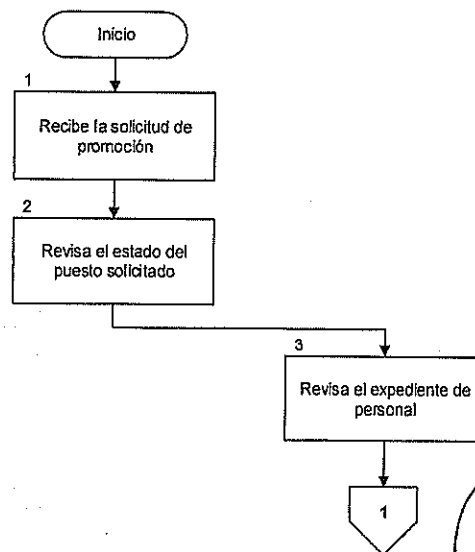 Inicio
1
Recibe la solicitud de
promoción
2
Revisa el estado del
puesto solicitado
3
Revisa el expediente de
personal
1